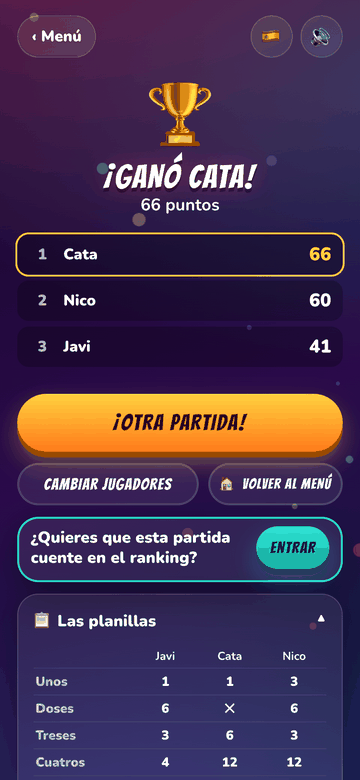 ‹ Menú
¡GANÓ CATA!
66 puntos
1 Cata 66
2 Nico 60
3 Javi 41
¡OTRA PARTIDA!
CAMBIAR JUGADORES
VOLVER AL MENÚ
¿Quieres que esta partida
cuente en el ranking?
ENTRAR
Las planillas ▲
Javi Cata Nico
Unos 1 1 3
Doses 6 × 6
Treses 3 6 3
Cuatros 4 12 12